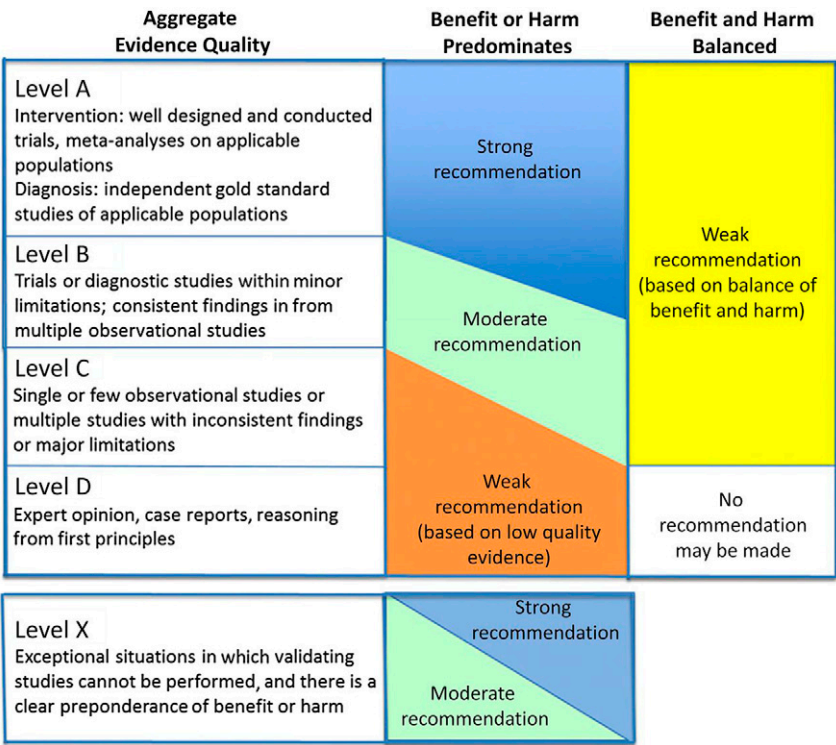 Aggregate
Evidence Quality
Benefit or Harm
Predominates
Benefit and Harm
Balanced
Level A
Intervention: well designed and conducted
trials, meta-analyses on applicable
populations
Diagnosis: independent gold standard
studies of applicable populations
Strong
recommendation
Weak
recommendation
(based on balance of
benefit and harm)
Level B
Trials or diagnostic studies within minor
limitations; consistent findings in from
multiple observational studies
Moderate
recommendation
Level C
Single or few observational studies or
multiple studies with inconsistent findings
or major limitations
Level D
Expert opinion, case reports, reasoning
from first principles
Weak
recommendation
(based on low quality
evidence)
No
recommendation
may be made
Level X
Exceptional situations in which validating
studies cannot be performed, and there is a
clear preponderance of benefit or harm
Strong
recommendation
Moderate
recommendation